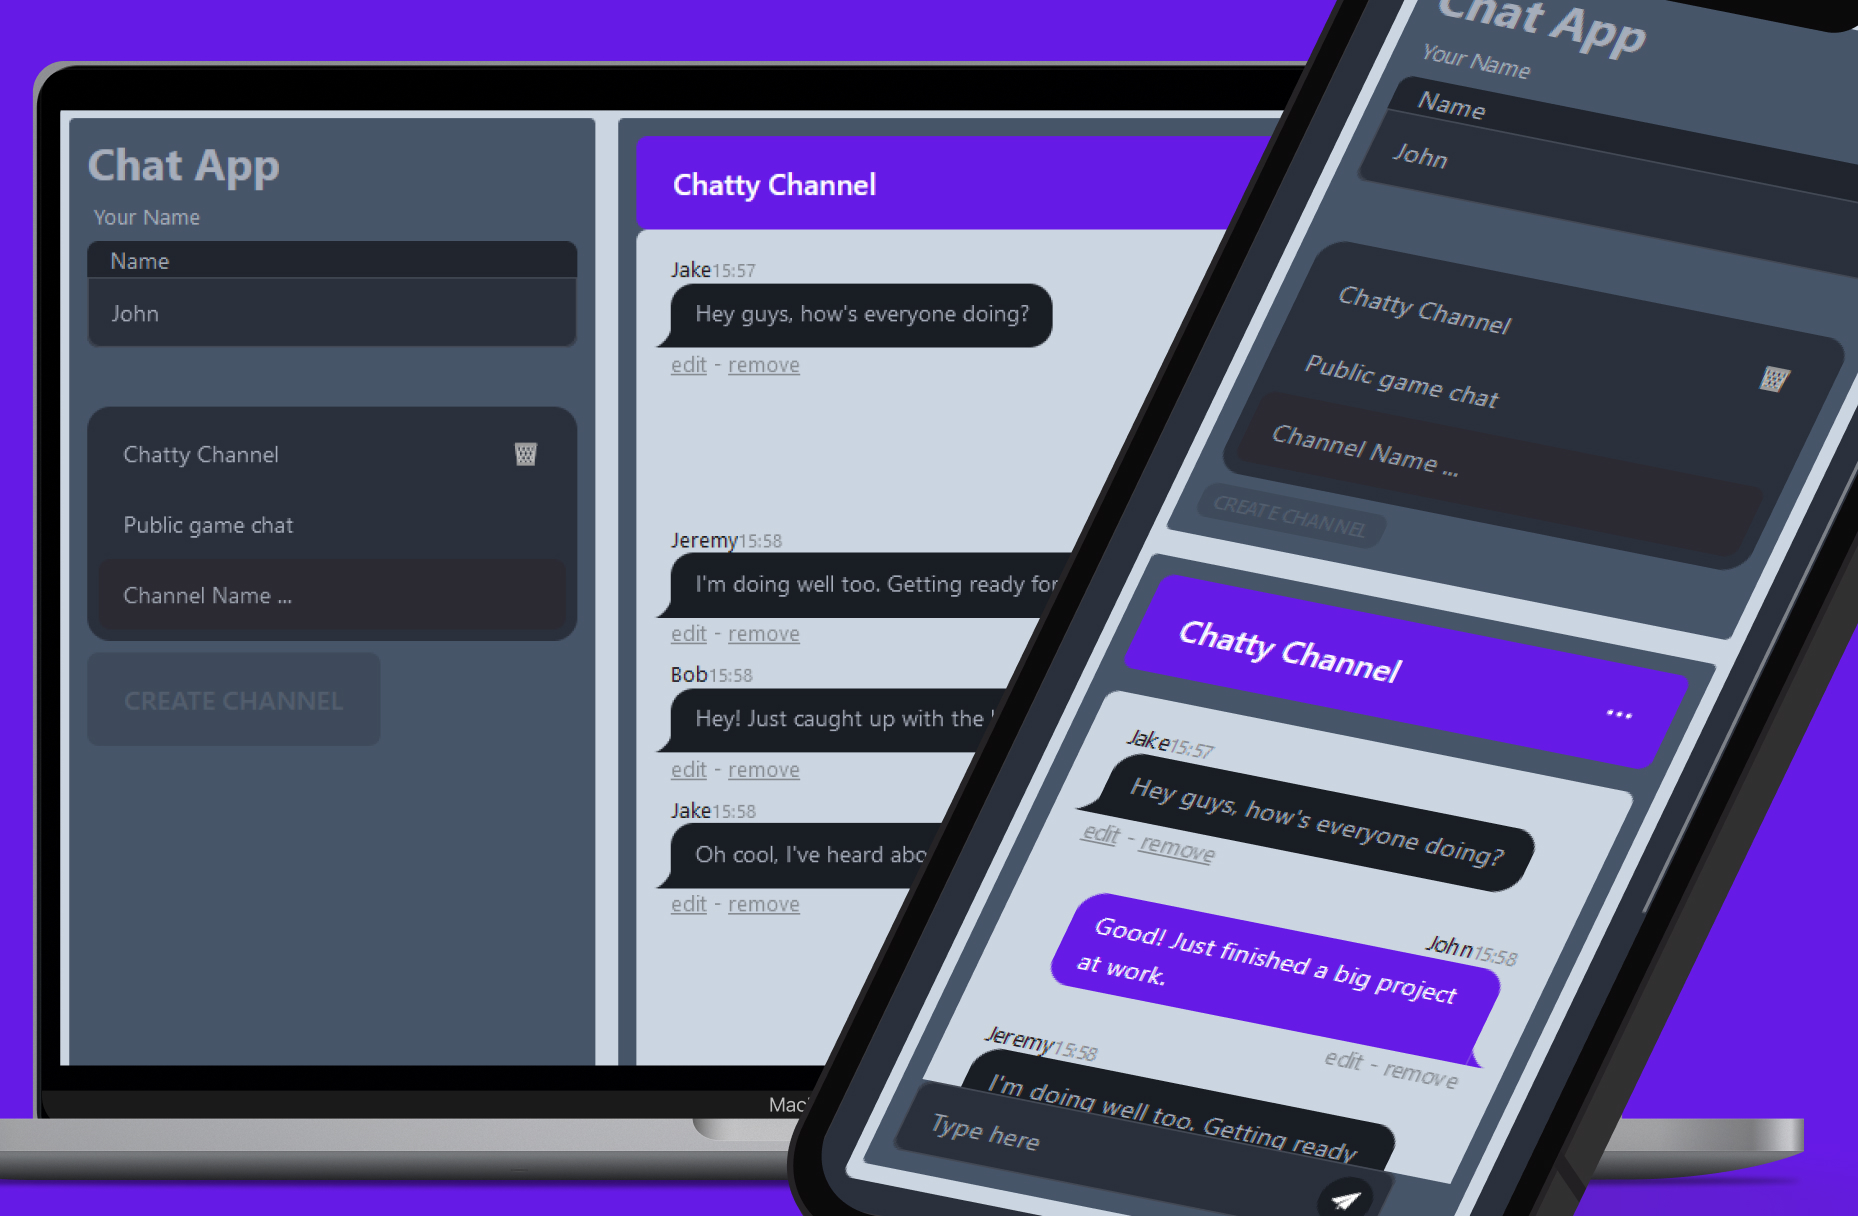 Chat App
Your Name
Name
John
Chatty Channel
Public game chat
Channel Name ...
CREATE CHANNEL
Chatty Channel
Jake15:57
Hey guys, how's everyone doing?
edit - remove
Jeremy15:58
I'm doing well too. Getting ready for
edit - remove
Bob15:58
Hey! Just caught up with the
edit - remove
Jake15:58
Oh cool, I've heard abo
edit - remove
Mac
Chat App
Your Name
Name
John
Chatty Channel
Public game chat
Channel Name ...
CREATE CHANNEL
Chatty Channel
...
Jake15:57
Hey guys, how's everyone doing?
edit - remove
John15:58
Good! Just finished a big project
at work.
edit - remove
Jeremy15:58
I'm doing well too. Getting ready
Type here